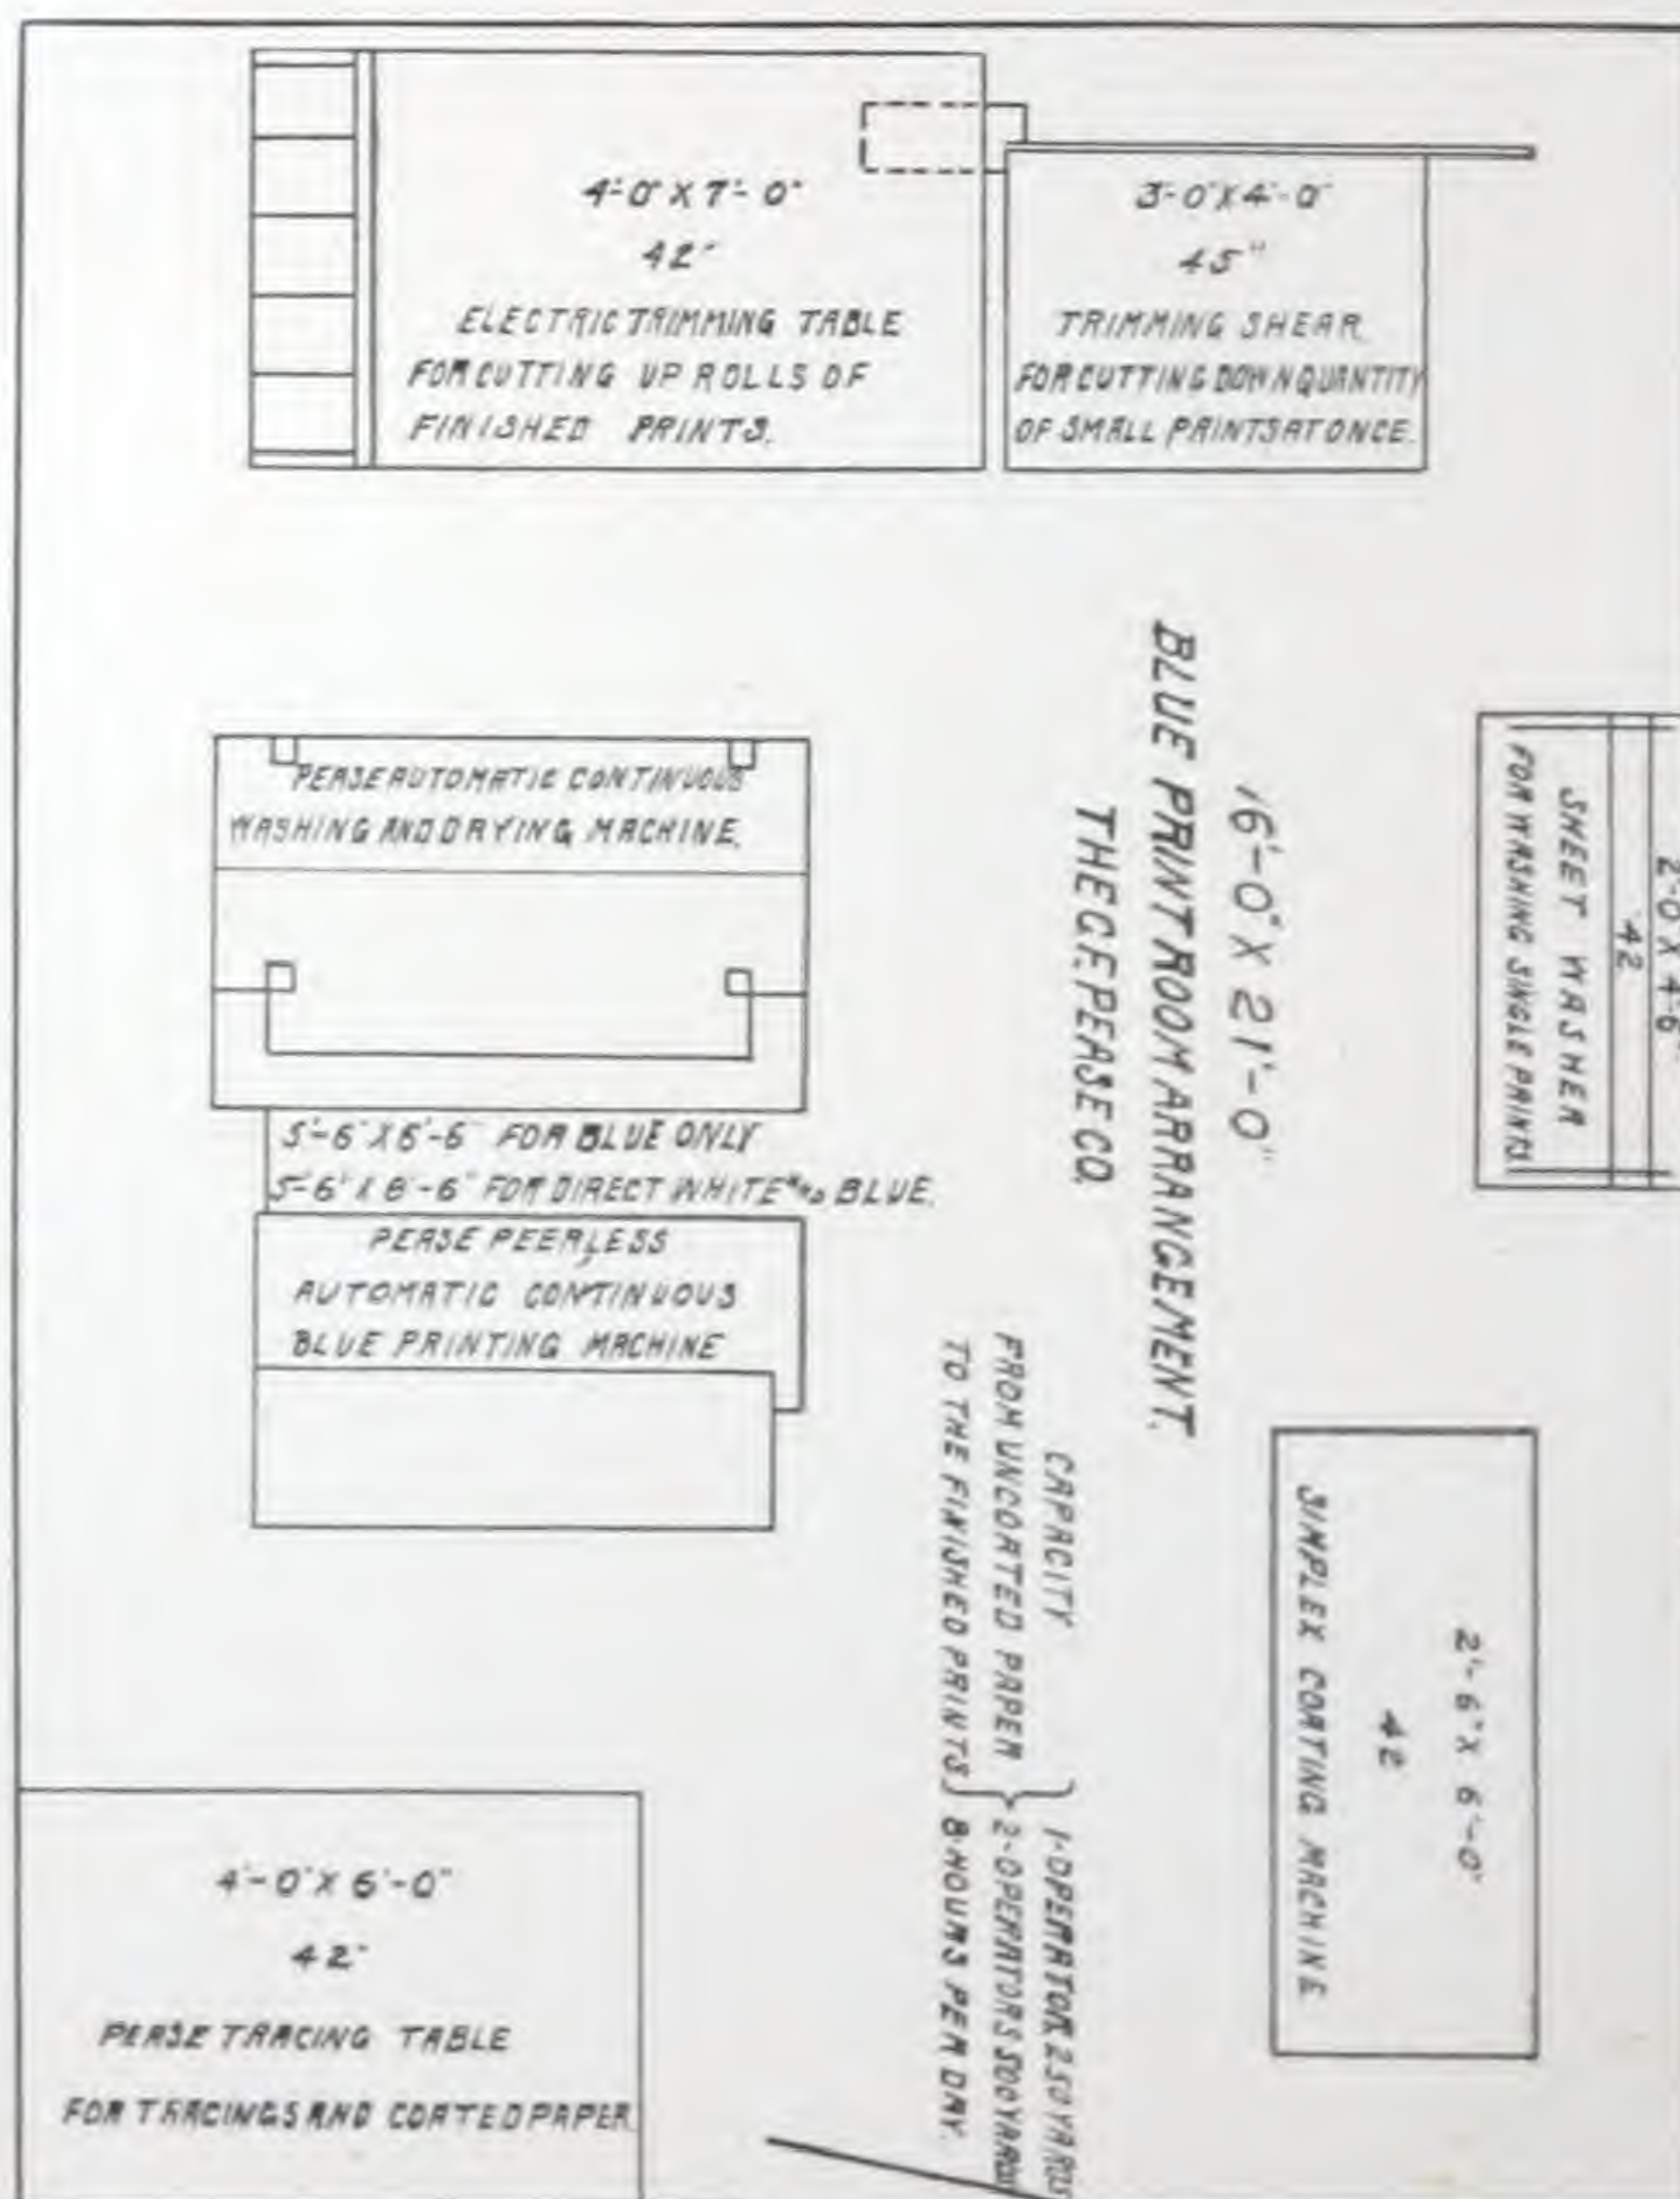 4'-0" X 7'-0"
42"
ELECTRIC TRIMMING TABLE
FOR CUTTING UP ROLLS OF
FINISHED PRINTS.
3'-0" X 4'-0"
45"
TRIMMING SHEAR
FOR CUTTING DOWN QUANTITY
OF SMALL PRINTS AT ONCE.
PEASE AUTOMATIC CONTINUOUS
WASHING AND DRYING MACHINE.
5'-6" X 6'-6" FOR BLUE ONLY
5'-6" X 8'-6" FOR DIRECT WHITE AND BLUE.
PEASE PEERLESS
AUTOMATIC CONTINUOUS
BLUE PRINTING MACHINE
16'-0" X 21'-0"
BLUE PRINT ROOM ARRANGEMENT.
THE C.F. PEASE CO.
2'-0 X 4'-6"
42
SHEET WASHER
FOR WASHING SINGLE PRINTS.
CAPACITY
FROM UNCOATED PAPER
TO THE FINISHED PRINTS
1-OPERATOR 250 YARDS
2-OPERATORS 500 YARDS
8-HOURS PER DAY.
2'-6" X 6'-0"
42
SIMPLEX COATING MACHINE
4'-0" X 6'-0"
42"
PEASE TRACING TABLE
FOR TRACINGS AND COATED PAPER